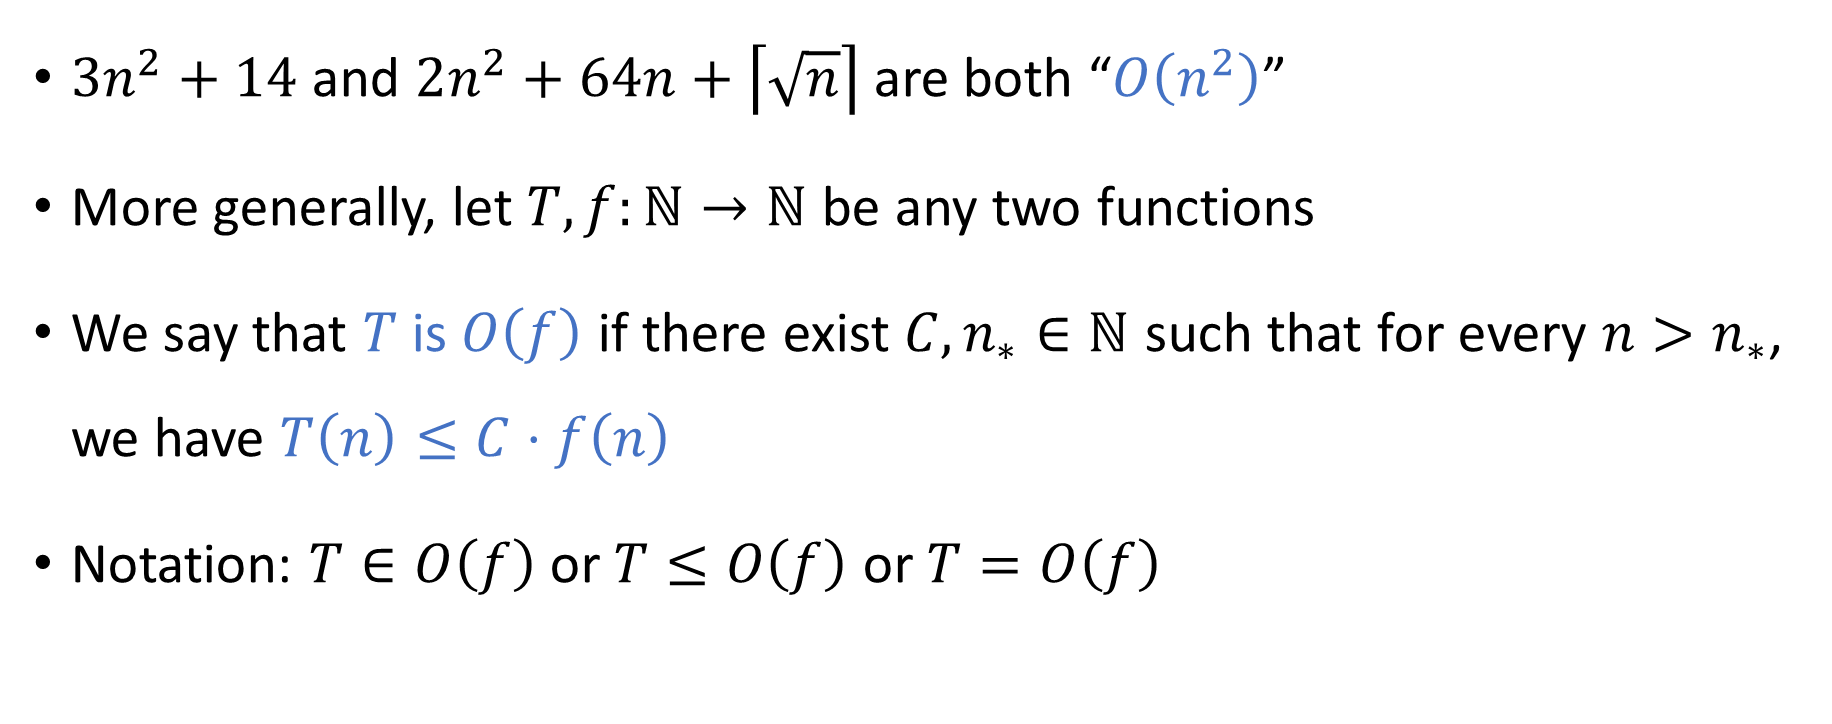 • 3n² + 14 and 2n² + 64n + ⌈√n⌉ are both “O(n²)”
• More generally, let T, f: ℕ → ℕ be any two functions
• We say that T is O(f) if there exist C, n∗ ∈ ℕ such that for every n > n∗,
we have T(n) ≤ C · f(n)
• Notation: T ∈ O(f) or T ≤ O(f) or T = O(f)